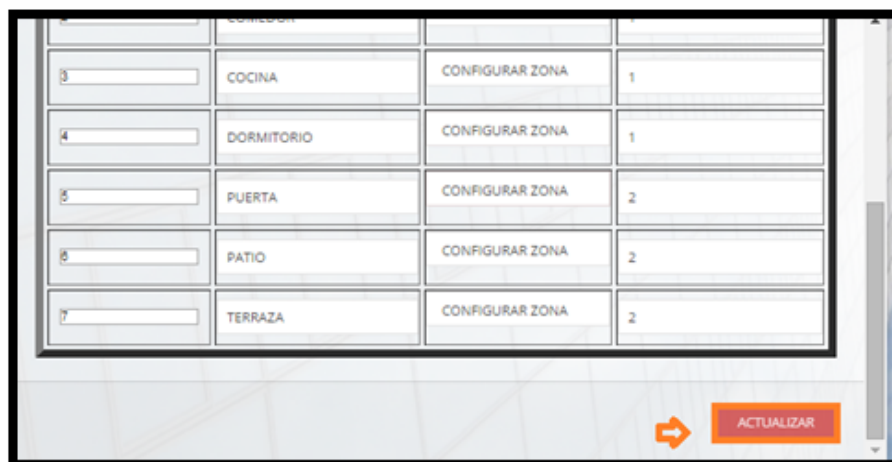 COMEDOR
3 COCINA CONFIGURAR ZONA 1
4 DORMITORIO CONFIGURAR ZONA 1
5 PUERTA CONFIGURAR ZONA 2
6 PATIO CONFIGURAR ZONA 2
7 TERRAZA CONFIGURAR ZONA 2
ACTUALIZAR